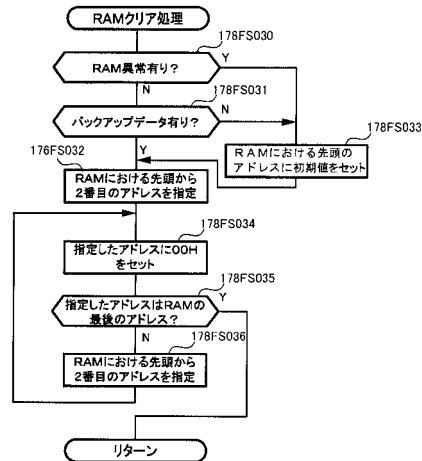 RAMクリア処理
178FS030
RAM異常有り？
Y
N
178FS031
バックアップデータ有り？
N
Y
178FS033
RAMにおける先頭の
アドレスに初期値をセット
176FS032
RAMにおける先頭から
2番目のアドレスを指定
178FS034
指定したアドレスに00H
をセット
178FS035
指定したアドレスはRAMの
最後のアドレス？
Y
N
178FS036
RAMにおける先頭から
2番目のアドレスを指定
リターン